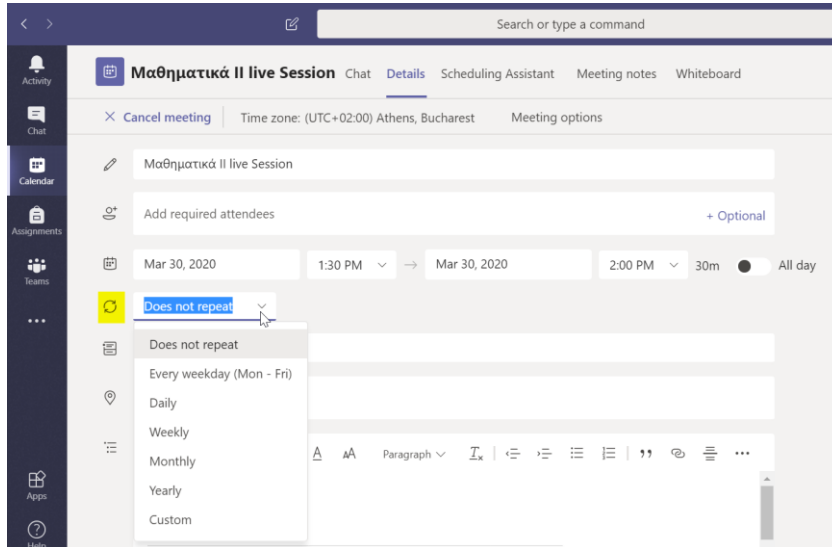 Search or type a command
Activity
Chat
Calendar
Assignments
Teams
Apps
Help
Μαθηματικά ΙΙ live Session Chat Details Scheduling Assistant Meeting notes Whiteboard
Cancel meeting Time zone: (UTC+02:00) Athens, Bucharest Meeting options
Μαθηματικά ΙΙ live Session
Add required attendees + Optional
Mar 30, 2020 1:30 PM → Mar 30, 2020 2:00 PM 30m All day
Does not repeat
Does not repeat
Every weekday (Mon - Fri)
Daily
Weekly
Monthly
Yearly
Custom
A AA Paragraph